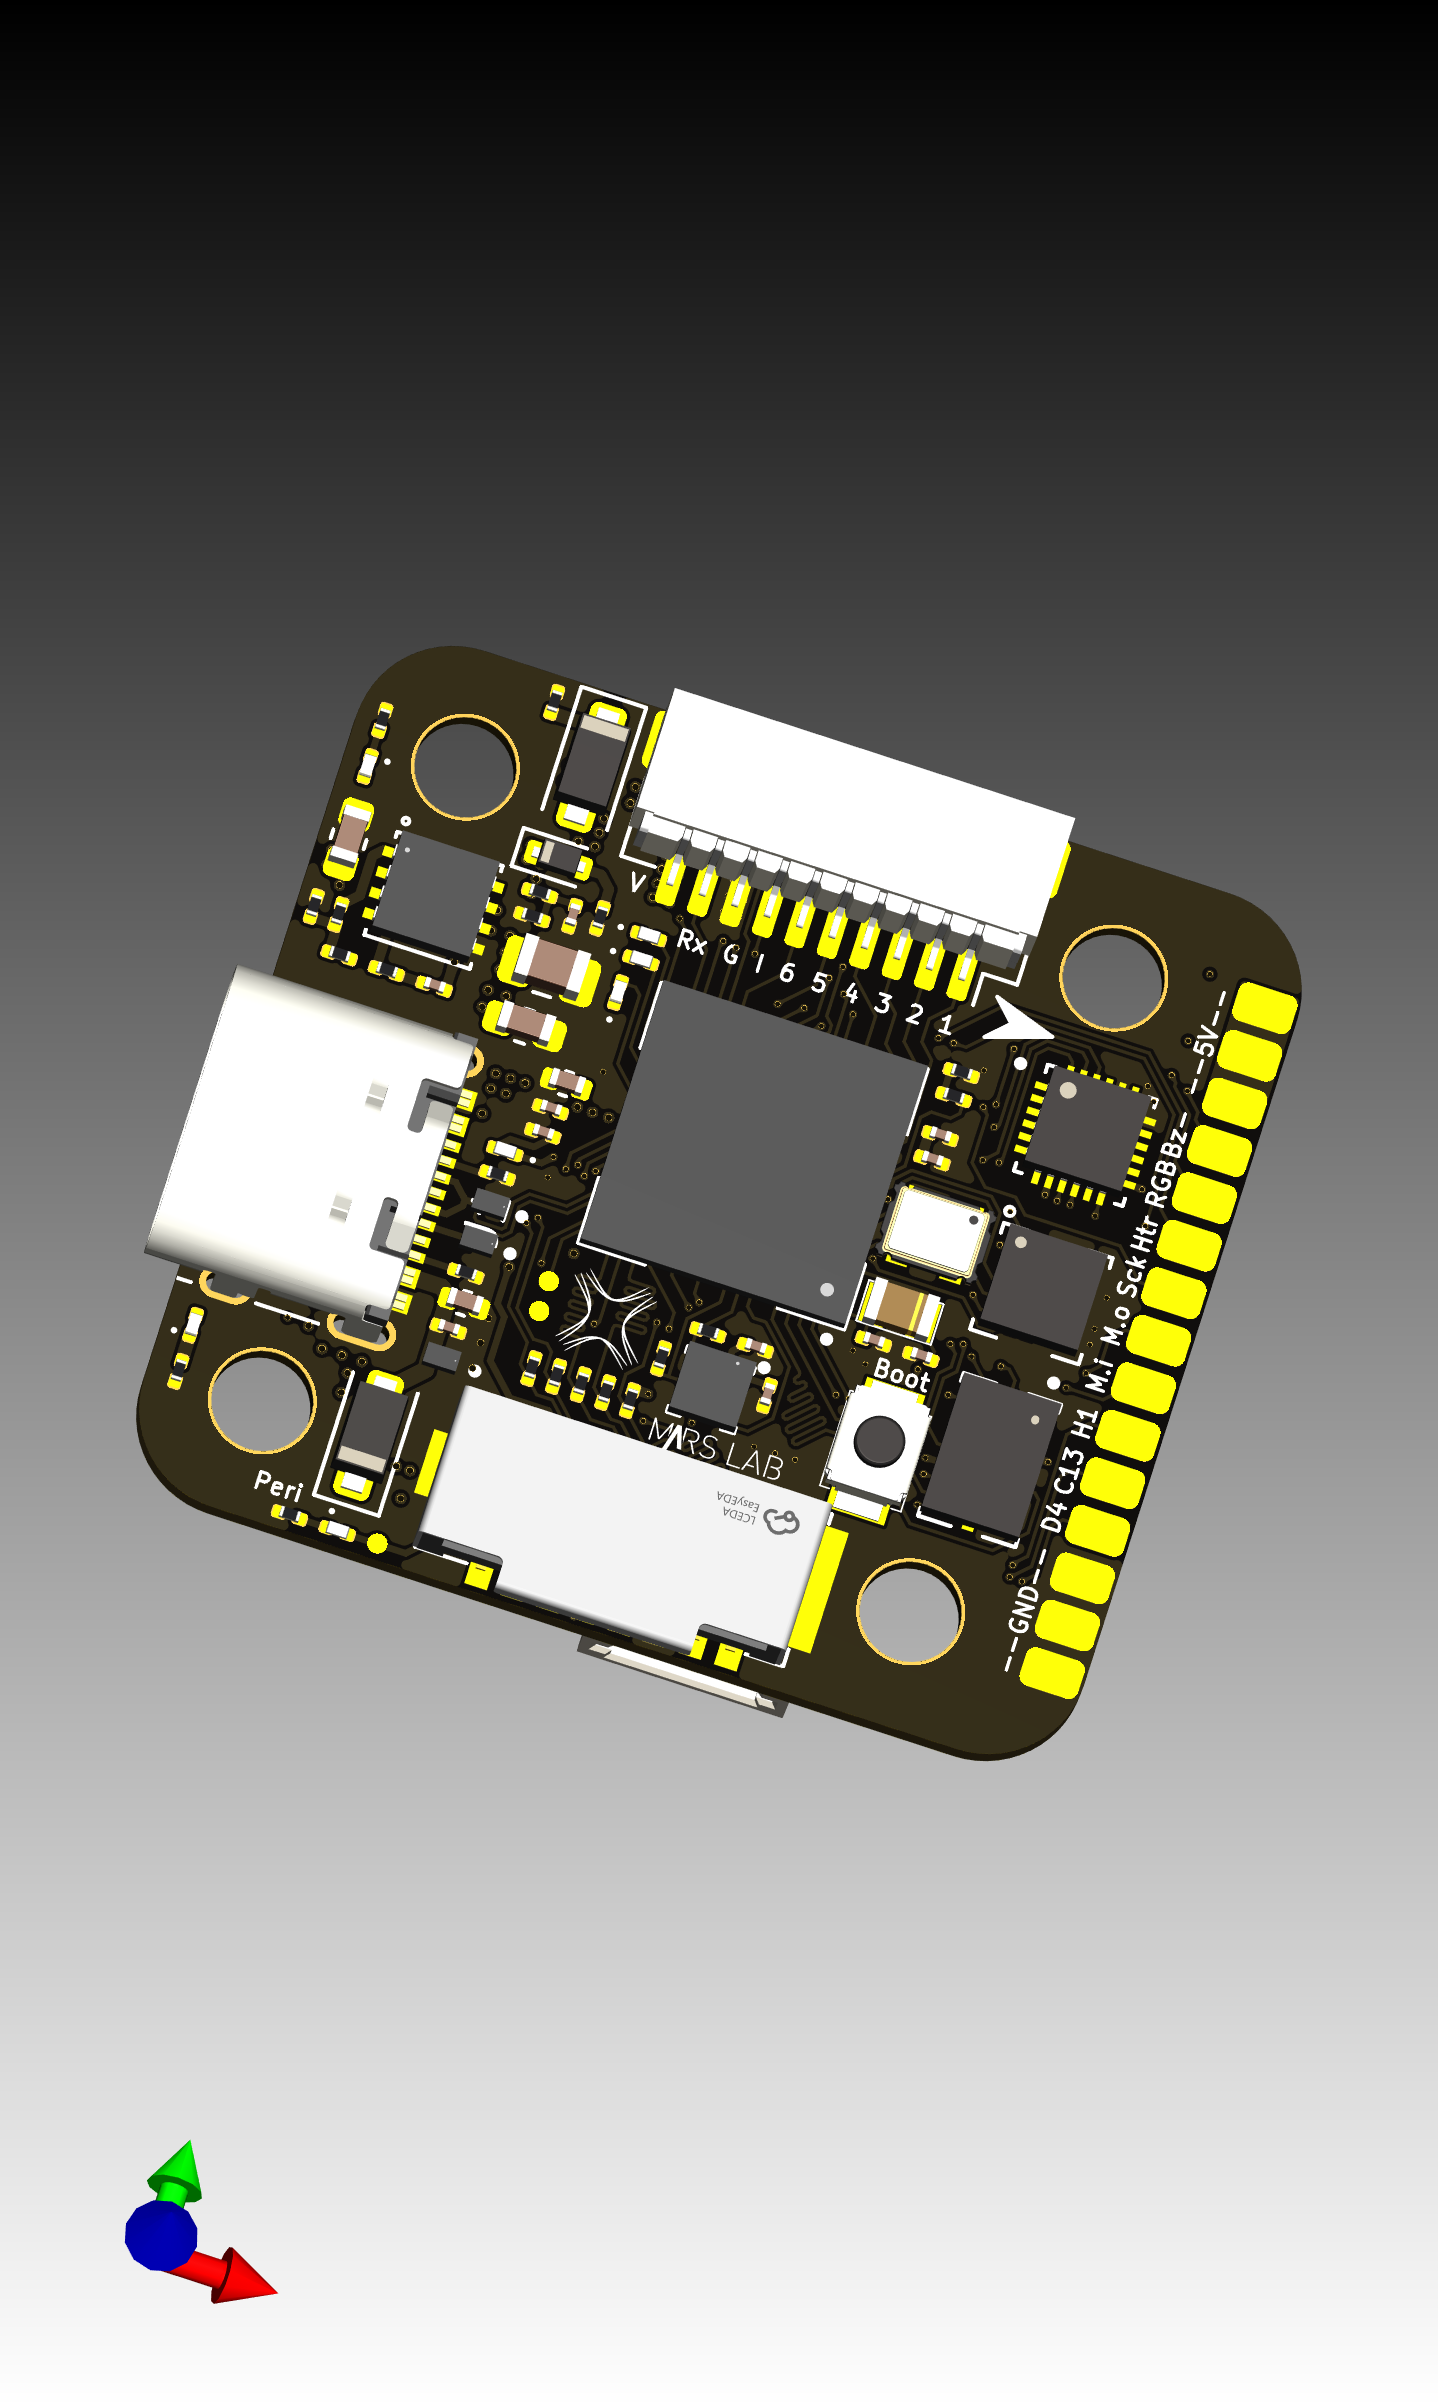 V
Rx G I 6 5 4 3 2 1
--5V--
Bz-
RGB
Htr
Sck
M.o
M.i
H1
C13
D4
--GND--
Boot
MRS LAB
LCEDA
EasyEDA
Peri